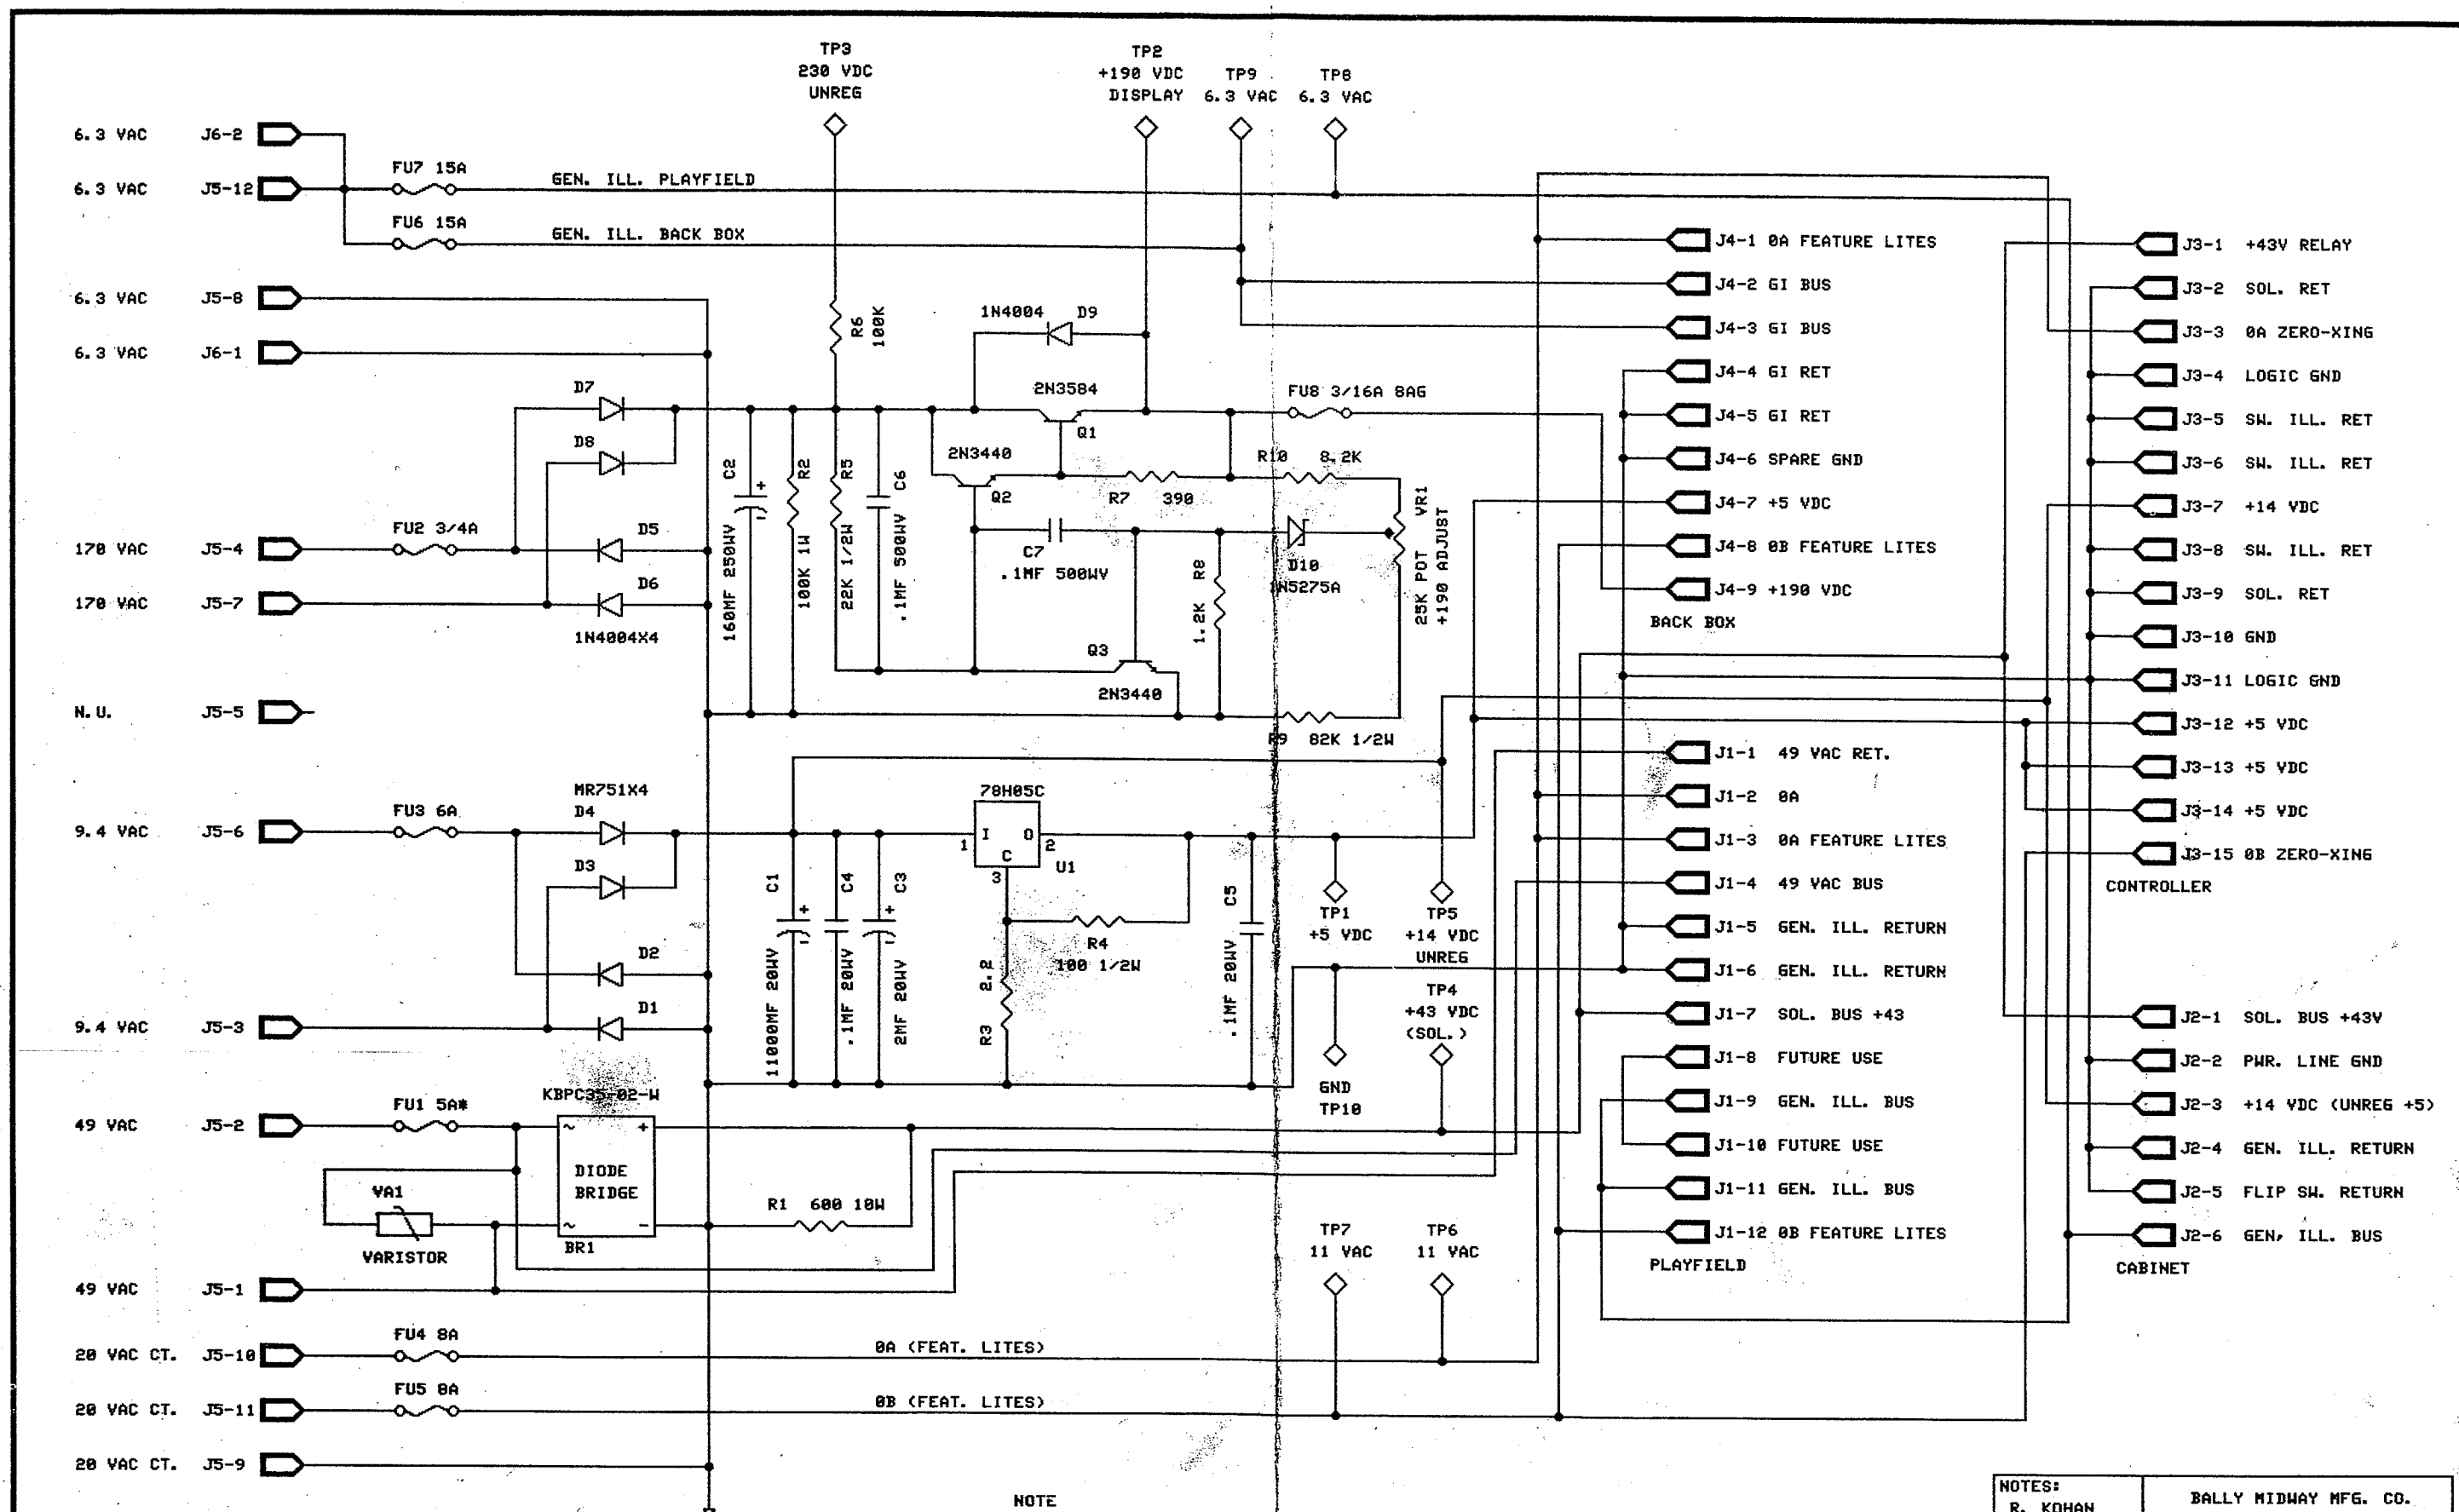 TP3
230 VDC
UNREG
TP2
+190 VDC
DISPLAY
TP9
6.3 VAC
TP8
6.3 VAC
6.3 VAC J6-2
6.3 VAC J5-12
FU7 15A
GEN. ILL. PLAYFIELD
FU6 15A
GEN. ILL. BACK BOX
6.3 VAC J5-8
6.3 VAC J6-1
R6
100K
1N4004 D9
D7
D8
2N3584
Q1
2N3440
Q2
FU8 3/16A 8AG
R10 8.2K
R7 390
C2
160MF 250WV
R2
100K 1W
R5
22K 1/2W
C6
.1MF 500WV
C7
.1MF 500WV
R8
1.2K
D10
1N5275A
VR1
25K POT
+190 ADJUST
170 VAC J5-4
FU2 3/4A
D5
170 VAC J5-7
D6
1N4004X4
Q3
2N3440
R9 82K 1/2W
N.U. J5-5
9.4 VAC J5-6
FU3 6A
MR751X4
D4
D3
D2
D1
9.4 VAC J5-3
C1
11000MF 20WV
C4
.1MF 20WV
C3
2MF 20WV
78H05C
I O
C
1
2
3
U1
R4
100 1/2W
R3
2.2
C5
.1MF 20WV
TP1
+5 VDC
TP5
+14 VDC
UNREG
TP4
+43 VDC
(SOL.)
GND
TP10
49 VAC J5-2
FU1 5A*
KBPC35-02-W
~ +
DIODE
BRIDGE
~ -
BR1
VA1
VARISTOR
R1 600 10W
49 VAC J5-1
TP7
11 VAC
TP6
11 VAC
20 VAC CT. J5-10
FU4 8A
0A (FEAT. LITES)
20 VAC CT. J5-11
FU5 8A
0B (FEAT. LITES)
20 VAC CT. J5-9
J4-1 0A FEATURE LITES
J4-2 GI BUS
J4-3 GI BUS
J4-4 GI RET
J4-5 GI RET
J4-6 SPARE GND
J4-7 +5 VDC
J4-8 0B FEATURE LITES
J4-9 +190 VDC
BACK BOX
J1-1 49 VAC RET.
J1-2 0A
J1-3 0A FEATURE LITES
J1-4 49 VAC BUS
J1-5 GEN. ILL. RETURN
J1-6 GEN. ILL. RETURN
J1-7 SOL. BUS +43
J1-8 FUTURE USE
J1-9 GEN. ILL. BUS
J1-10 FUTURE USE
J1-11 GEN. ILL. BUS
J1-12 0B FEATURE LITES
PLAYFIELD
J3-1 +43V RELAY
J3-2 SOL. RET
J3-3 0A ZERO-XING
J3-4 LOGIC GND
J3-5 SW. ILL. RET
J3-6 SW. ILL. RET
J3-7 +14 VDC
J3-8 SW. ILL. RET
J3-9 SOL. RET
J3-10 GND
J3-11 LOGIC GND
J3-12 +5 VDC
J3-13 +5 VDC
J3-14 +5 VDC
J3-15 0B ZERO-XING
CONTROLLER
J2-1 SOL. BUS +43V
J2-2 PWR. LINE GND
J2-3 +14 VDC (UNREG +5)
J2-4 GEN. ILL. RETURN
J2-5 FLIP SW. RETURN
J2-6 GEN. ILL. BUS
CABINET
NOTE
NOTES:
R. KOHAN
BALLY MIDWAY MFG. CO.